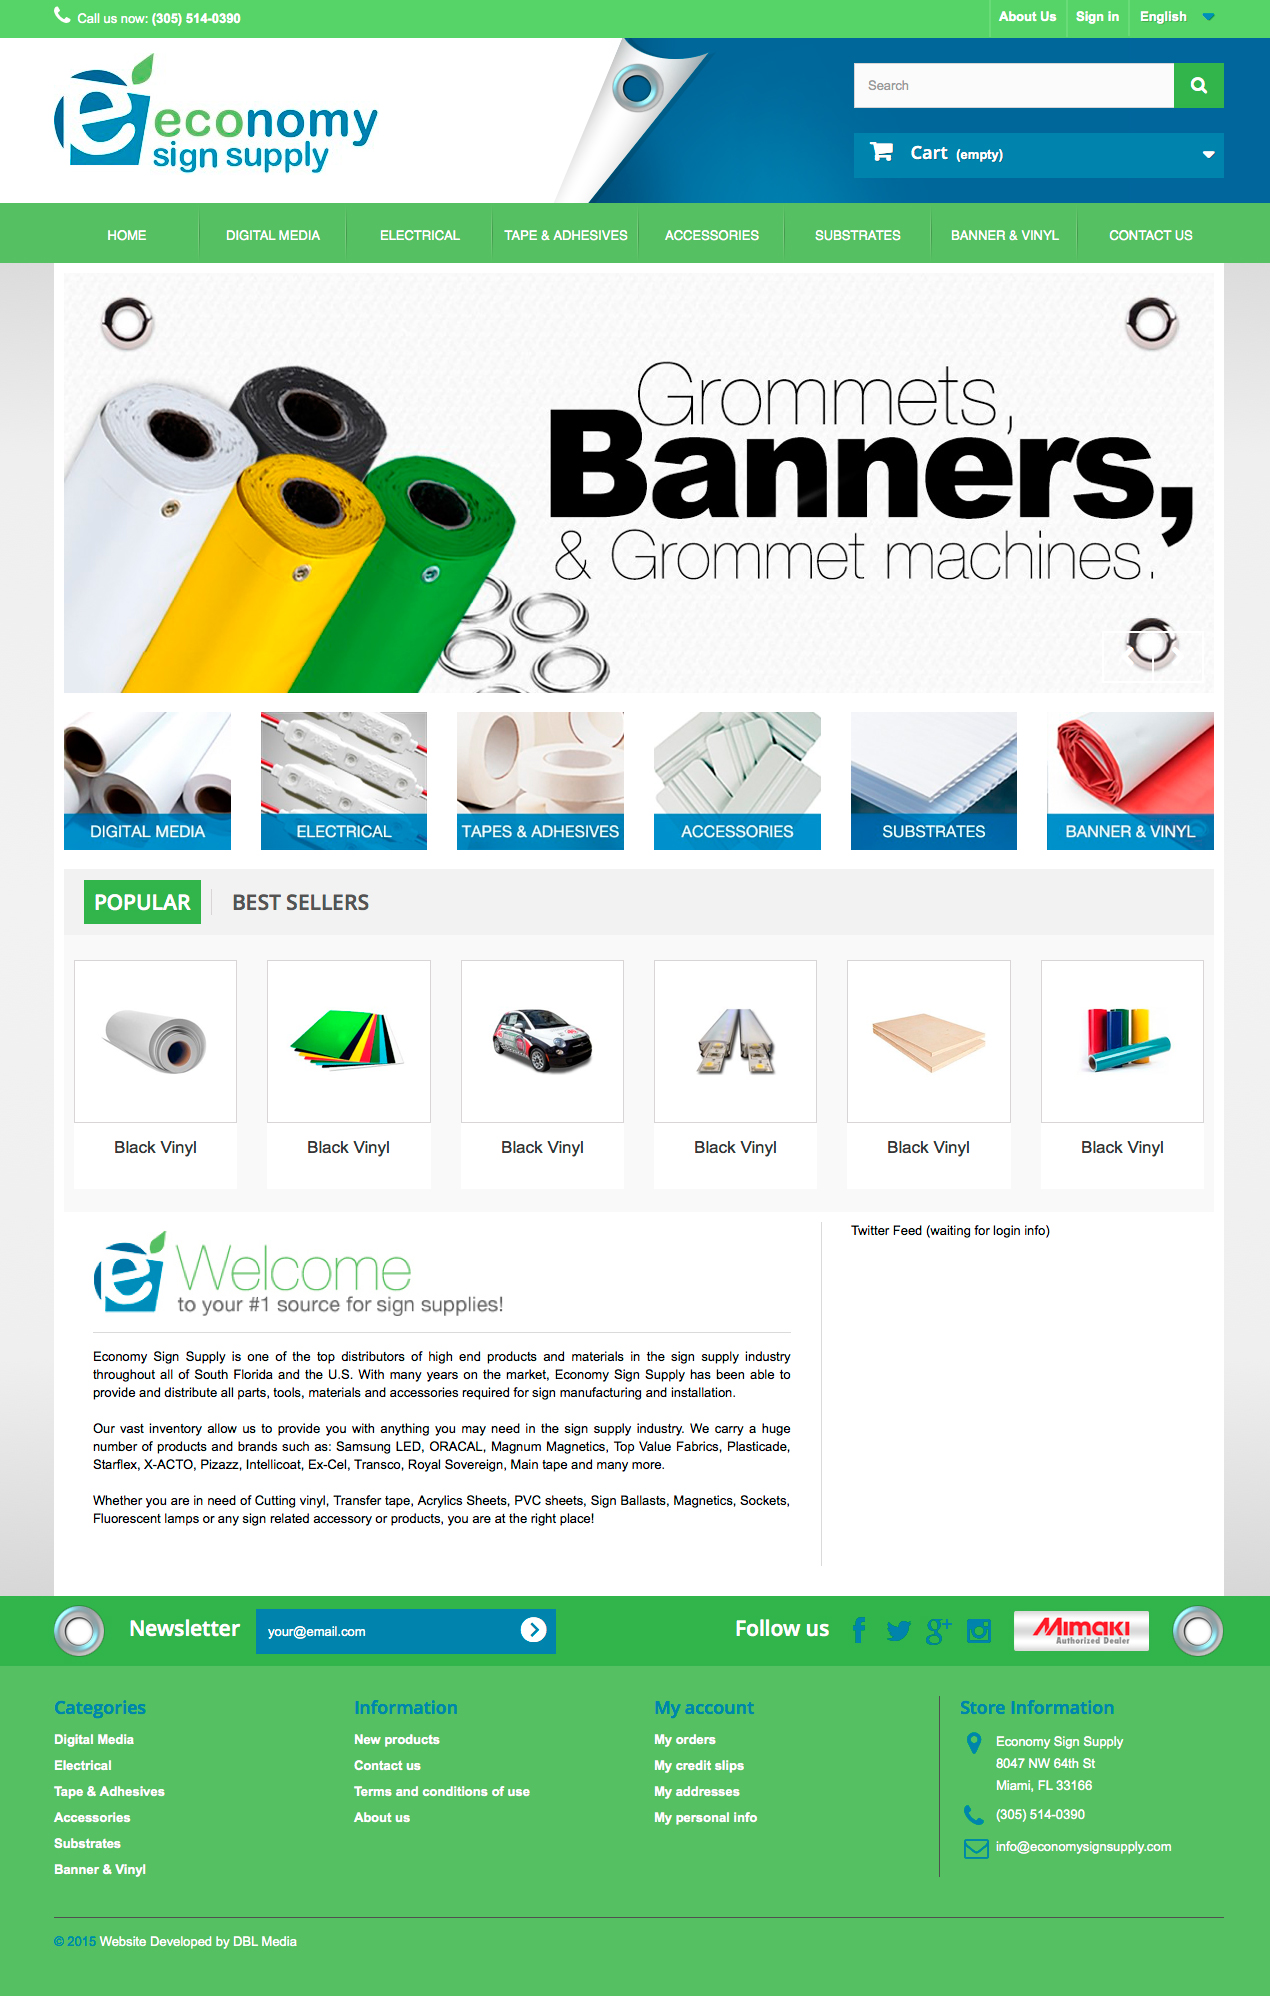 Call us now: (305) 514-0390
About Us
Sign In
English
economy
sign supply
Search
Cart (empty)
HOME
DIGITAL MEDIA
ELECTRICAL
TAPE & ADHESIVES
ACCESSORIES
SUBSTRATES
BANNER & VINYL
CONTACT US
Grommets,
Banners,
& Grommet machines.
DIGITAL MEDIA
ELECTRICAL
TAPES & ADHESIVES
ACCESSORIES
SUBSTRATES
BANNER & VINYL
POPULAR
BEST SELLERS
Black Vinyl
Black Vinyl
Black Vinyl
Black Vinyl
Black Vinyl
Black Vinyl
Welcome
to your #1 source for sign supplies!
Economy Sign Supply is one of the top distributors of high end products and materials in the sign supply industry
throughout all of South Florida and the U.S. With many years on the market, Economy Sign Supply has been able to
provide and distribute all parts, tools, materials and accessories required for sign manufacturing and installation.
Our vast inventory allow us to provide you with anything you may need in the sign supply industry. We carry a huge
number of products and brands such as: Samsung LED, ORACAL, Magnum Magnetics, Top Value Fabrics, Plasticade,
Starflex, X-ACTO, Pizazz, Intellicoat, Ex-Cel, Transco, Royal Sovereign, Main tape and many more.
Whether you are in need of Cutting vinyl, Transfer tape, Acrylics Sheets, PVC sheets, Sign Ballasts, Magnetics, Sockets,
Fluorescent lamps or any sign related accessory or products, you are at the right place!
Twitter Feed (waiting for login info)
Newsletter
your@email.com
Follow us
Mimaki
Authorized Dealer
Categories
Digital Media
Electrical
Tape & Adhesives
Accessories
Substrates
Banner & Vinyl
Information
New products
Contact us
Terms and conditions of use
About us
My account
My orders
My credit slips
My addresses
My personal info
Store Information
Economy Sign Supply
8047 NW 64th St
Miami, FL 33166
(305) 514-0390
info@economysignsupply.com
© 2015 Website Developed by DBL Media